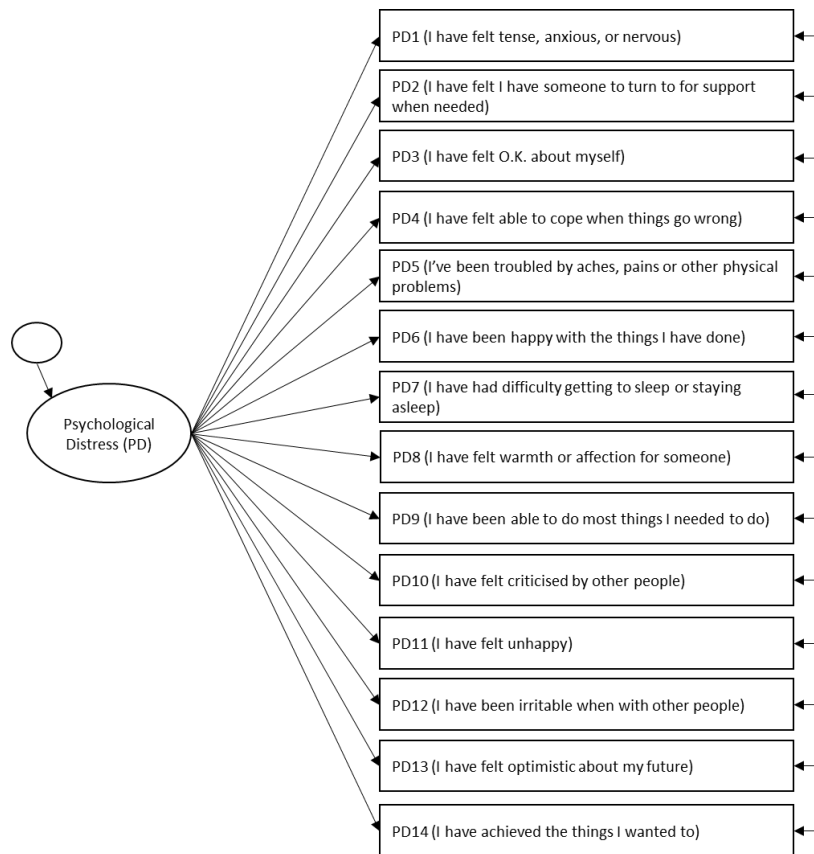 PD1 (I have felt tense, anxious, or nervous)
PD2 (I have felt I have someone to turn to for support
when needed)
PD3 (I have felt O.K. about myself)
PD4 (I have felt able to cope when things go wrong)
PD5 (I’ve been troubled by aches, pains or other physical
problems)
PD6 (I have been happy with the things I have done)
PD7 (I have had difficulty getting to sleep or staying
asleep)
Psychological
Distress (PD)
PD8 (I have felt warmth or affection for someone)
PD9 (I have been able to do most things I needed to do)
PD10 (I have felt criticised by other people)
PD11 (I have felt unhappy)
PD12 (I have been irritable when with other people)
PD13 (I have felt optimistic about my future)
PD14 (I have achieved the things I wanted to)